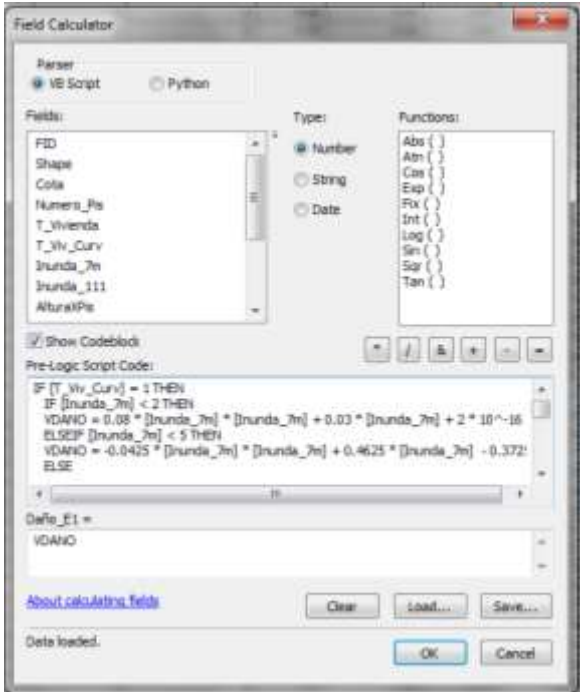 Field Calculator
Parser
VB Script
Python
Fields:
FID
Shape
Cota
Numero_Pis
T_Vivienda
T_Viv_Curv
Inunda_7m
Inunda_111
AlturaXPis
Type:
Number
String
Date
Functions:
Abs ( )
Atn ( )
Cos ( )
Exp ( )
Fix ( )
Int ( )
Log ( )
Sin ( )
Sqr ( )
Tan ( )
Show Codeblock
* / & + - =
Pre-Logic Script Code:
IF [T_Viv_Curv] = 1 THEN
IF [Inunda_7m] < 2 THEN
VDANO = 0.08 * [Inunda_7m] * [Inunda_7m] + 0.03 * [Inunda_7m] + 2 * 10^-16
ELSEIF [Inunda_7m] < 5 THEN
VDANO = -0.0425 * [Inunda_7m] * [Inunda_7m] + 0.4625 * [Inunda_7m] - 0.372
ELSE
Daño_E1 =
VDANO
About calculating fields
Clear
Load...
Save...
Data loaded.
OK
Cancel